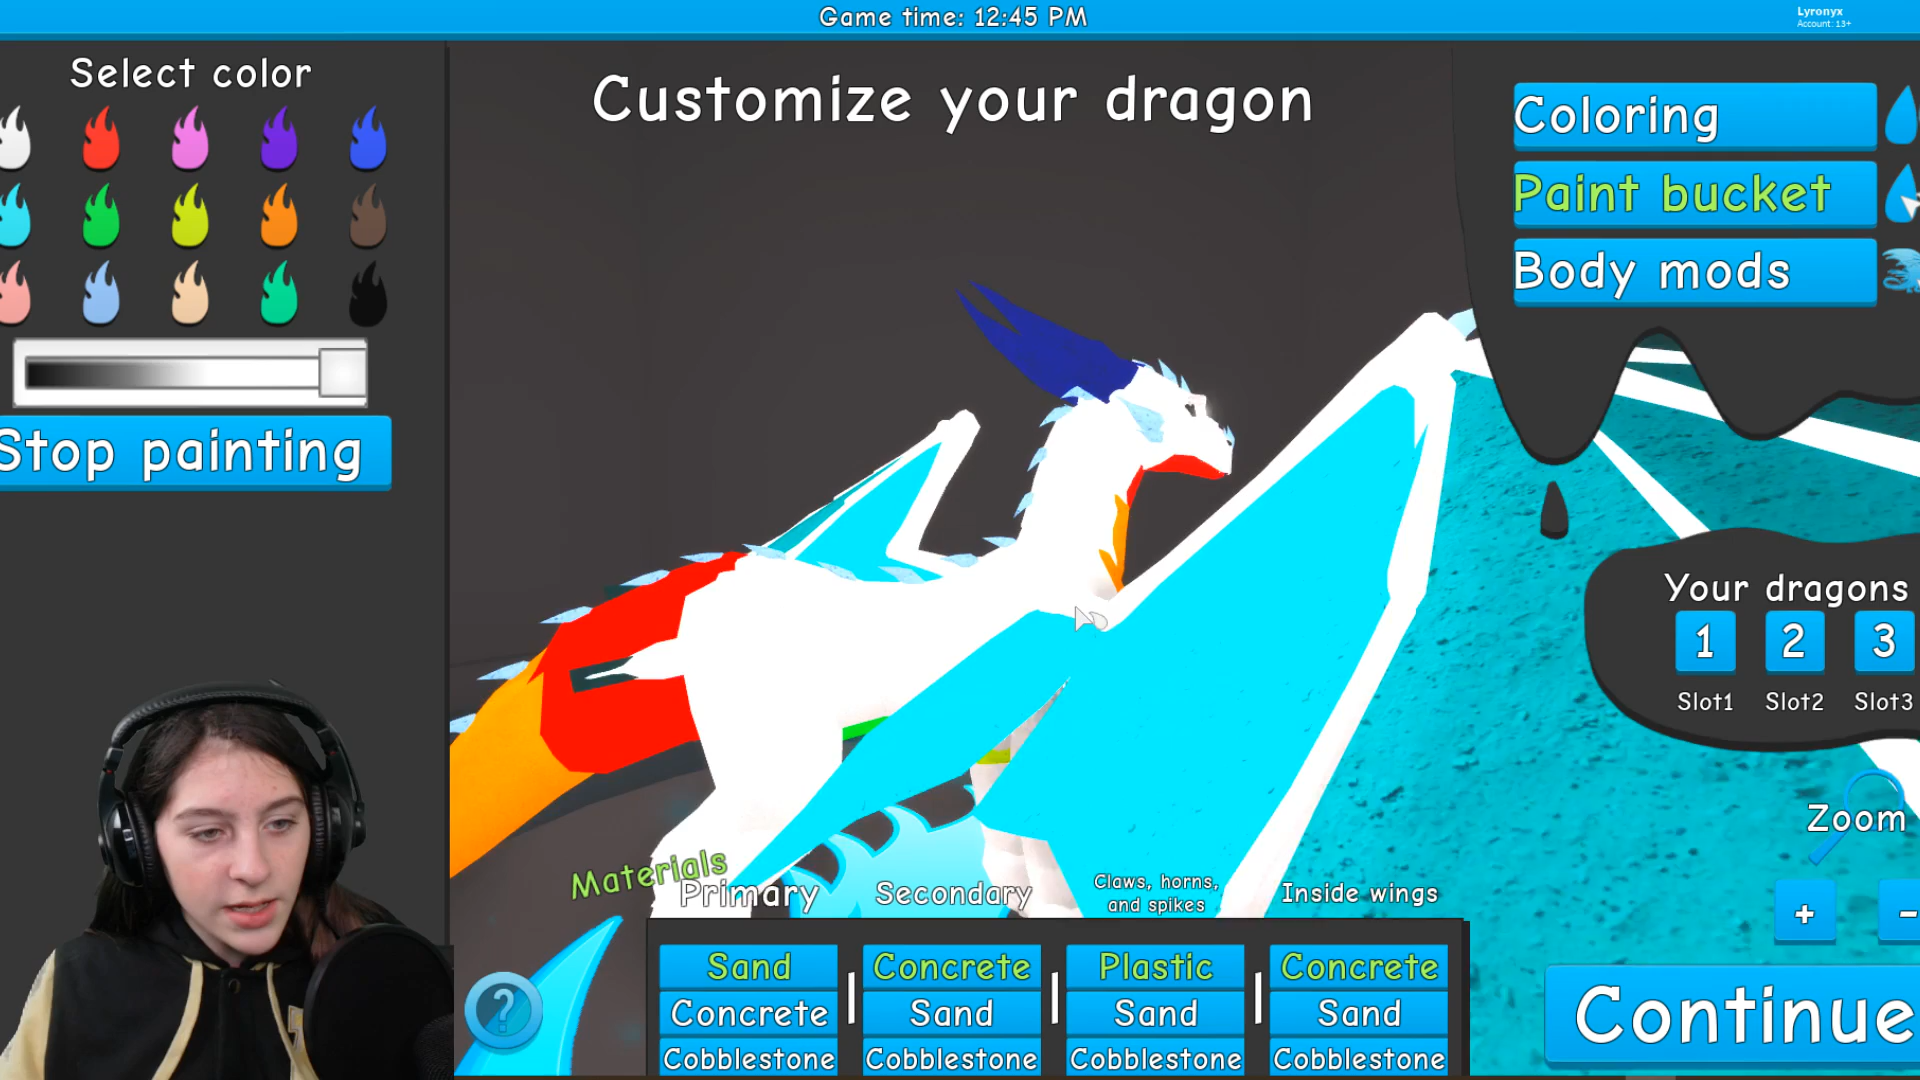 Game time: 12:45 PM
Lyronyx
Account: 13+
Select color
Customize your dragon
Coloring
Paint bucket
Body mods
Stop painting
Your dragons
1 2 3
Slot1 Slot2 Slot3
Zoom
+ -
Materials
Primary
Secondary
Claws, horns,
and spikes
Inside wings
Sand Concrete Plastic Concrete
Concrete Sand Sand Sand
Cobblestone Cobblestone Cobblestone Cobblestone
?
Continue